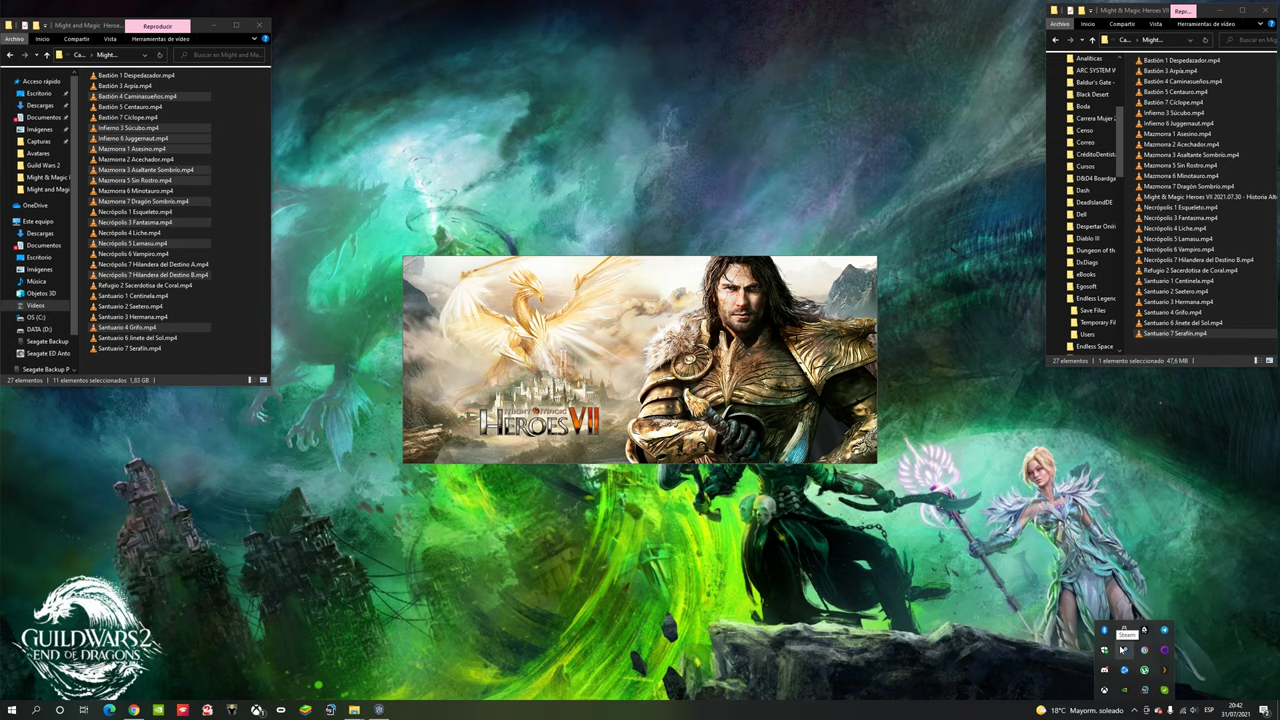 Might and Magic Heroe...
Reproducir
Archivo Inicio Compartir Vista Herramientas de vídeo
Ca... Might... Buscar en Might and Ma...
Acceso rápido
Escritorio
Descargas
Documentos
Imágenes
Capturas
Avatares
Guild Wars 2
Might & Magic
Might and Magi
OneDrive
Este equipo
Descargas
Documentos
Escritorio
Imágenes
Música
Objetos 3D
Vídeos
OS (C:)
DATA (D:)
Seagate Backup
Seagate ED Anto
Seagate Backup P
Bastión 1 Despedazador.mp4
Bastión 3 Arpía.mp4
Bastión 4 Caminasueños.mp4
Bastión 5 Centauro.mp4
Bastión 7 Cíclope.mp4
Infierno 3 Súcubo.mp4
Infierno 6 Juggernaut.mp4
Mazmorra 1 Asesino.mp4
Mazmorra 2 Acechador.mp4
Mazmorra 3 Asaltante Sombrío.mp4
Mazmorra 5 Sin Rostro.mp4
Mazmorra 6 Minotauro.mp4
Mazmorra 7 Dragón Sombrío.mp4
Necrópolis 1 Esqueleto.mp4
Necrópolis 3 Fantasma.mp4
Necrópolis 4 Liche.mp4
Necrópolis 5 Lamasu.mp4
Necrópolis 6 Vampiro.mp4
Necrópolis 7 Hilandera del Destino A.mp4
Necrópolis 7 Hilandera del Destino B.mp4
Refugio 2 Sacerdotisa de Coral.mp4
Santuario 1 Centinela.mp4
Santuario 2 Saetero.mp4
Santuario 3 Hermana.mp4
Santuario 4 Grifo.mp4
Santuario 6 Jinete del Sol.mp4
Santuario 7 Serafín.mp4
27 elementos 11 elementos seleccionados 1,83 GB
Might & Magic Heroes VII
Repr...
Archivo Inicio Compartir Vista Herramientas de vídeo
Ca... Might... Buscar en Mi
Analíticas
ARC SYSTEM W
Baldur's Gate -
Black Desert
Boda
Carrera Mujer 2
Censo
Correo
CréditoDentist
Cursos
D&D4 Boardga
Dash
DeadIslandDE
Dell
Despertar Oniri
Diablo III
Dungeon of th
DxDiags
eBooks
Egosoft
Endless Legenc
Save Files
Temporary Fil
Users
Endless Space
Bastión 1 Despedazador.mp4
Bastión 3 Arpía.mp4
Bastión 4 Caminasueños.mp4
Bastión 5 Centauro.mp4
Bastión 7 Cíclope.mp4
Infierno 3 Súcubo.mp4
Infierno 6 Juggernaut.mp4
Mazmorra 1 Asesino.mp4
Mazmorra 2 Acechador.mp4
Mazmorra 3 Asaltante Sombrío.mp4
Mazmorra 5 Sin Rostro.mp4
Mazmorra 6 Minotauro.mp4
Mazmorra 7 Dragón Sombrío.mp4
Might & Magic Heroes VII 2021.07.30 - Historia Alt
Necrópolis 1 Esqueleto.mp4
Necrópolis 3 Fantasma.mp4
Necrópolis 4 Liche.mp4
Necrópolis 5 Lamasu.mp4
Necrópolis 6 Vampiro.mp4
Necrópolis 7 Hilandera del Destino B.mp4
Refugio 2 Sacerdotisa de Coral.mp4
Santuario 1 Centinela.mp4
Santuario 2 Saetero.mp4
Santuario 3 Hermana.mp4
Santuario 4 Grifo.mp4
Santuario 6 Jinete del Sol.mp4
Santuario 7 Serafín.mp4
27 elementos 1 elemento seleccionado 47,6 MB
MIGHT & MAGIC
HEROES VII
GUILD WARS 2
END OF DRAGONS
Steam
18°C Mayorm. soleado
ESP
20:42
31/07/2021